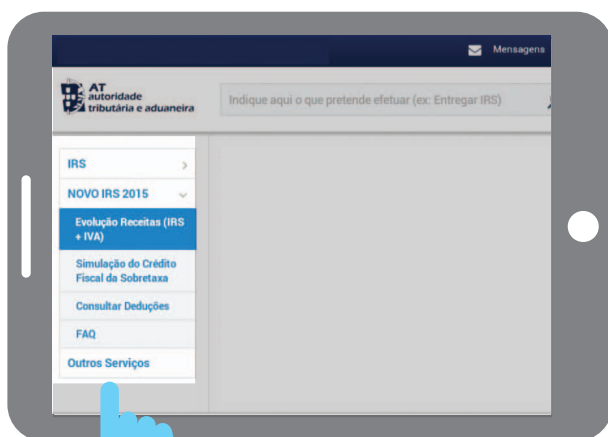 Mensagens
AT
autoridade
tributária e aduaneira
Indique aqui o que pretende efetuar (ex: Entregar IRS)
IRS
NOVO IRS 2015
Evolução Receitas (IRS
+ IVA)
Simulação do Crédito
Fiscal da Sobretaxa
Consultar Deduções
FAQ
Outros Serviços